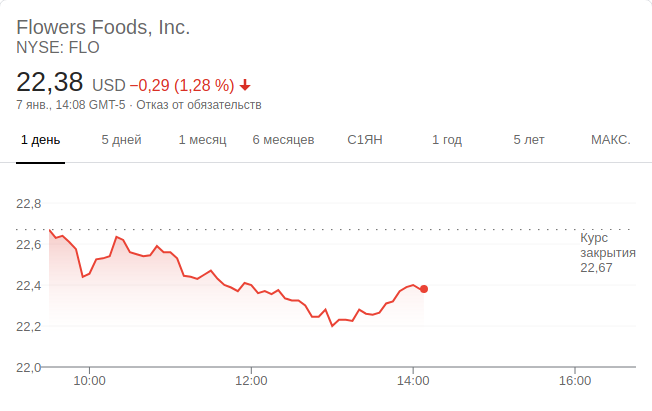 Flowers Foods, Inc.
NYSE: FLO
22,38 USD −0,29 (1,28 %)
7 янв., 14:08 GMT-5 · Отказ от обязательств
1 день 5 дней 1 месяц 6 месяцев С1ЯН 1 год 5 лет МАКС.
22,8
22,6
22,4
22,2
22,0
Курс
закрытия
22,67
10:00 12:00 14:00 16:00